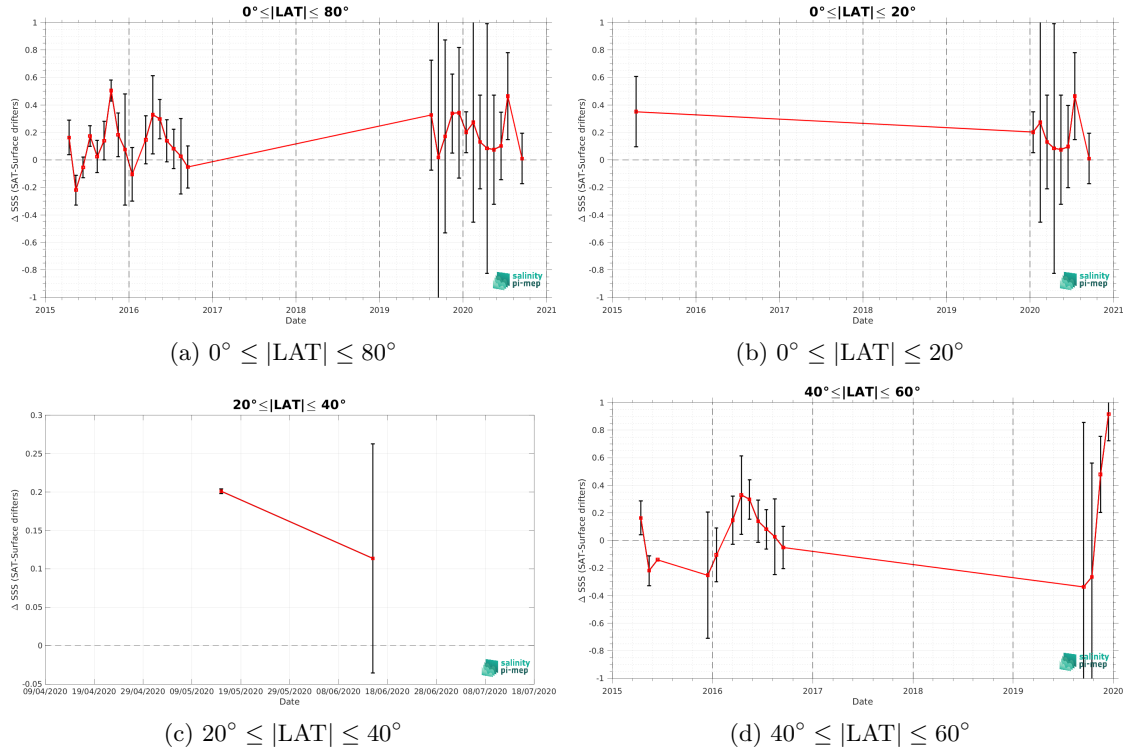 0°≤|LAT|≤ 80°
Δ SSS (SAT-Surface drifters)
1
0.8
0.6
0.4
0.2
0
-0.2
-0.4
-0.6
-0.8
-1
salinity
pi-mep
2015 2016 2017 2018 2019 2020 2021
Date
(a) 0° ≤ |LAT| ≤ 80°
0°≤|LAT|≤ 20°
Δ SSS (SAT-Surface drifters)
1
0.8
0.6
0.4
0.2
0
-0.2
-0.4
-0.6
-0.8
-1
salinity
pi-mep
2015 2016 2017 2018 2019 2020 2021
Date
(b) 0° ≤ |LAT| ≤ 20°
20°≤|LAT|≤ 40°
Δ SSS (SAT-Surface drifters)
0.3
0.25
0.2
0.15
0.1
0.05
0
-0.05
salinity
pi-mep
09/04/2020 19/04/2020 29/04/2020 09/05/2020 19/05/2020 29/05/2020 08/06/2020 18/06/2020 28/06/2020 08/07/2020 18/07/2020
Date
(c) 20° ≤ |LAT| ≤ 40°
40°≤|LAT|≤ 60°
Δ SSS (SAT-Surface drifters)
1
0.8
0.6
0.4
0.2
0
-0.2
-0.4
-0.6
-0.8
-1
salinity
pi-mep
2015 2016 2017 2018 2019 2020
Date
(d) 40° ≤ |LAT| ≤ 60°